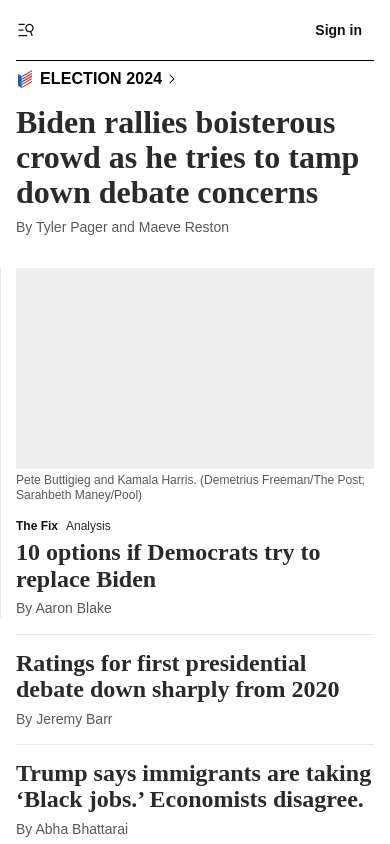 Sign in
ELECTION 2024
Biden rallies boisterous
crowd as he tries to tamp
down debate concerns
By Tyler Pager and Maeve Reston
Pete Buttigieg and Kamala Harris. (Demetrius Freeman/The Post;
Sarahbeth Maney/Pool)
The Fix Analysis
10 options if Democrats try to
replace Biden
By Aaron Blake
Ratings for first presidential
debate down sharply from 2020
By Jeremy Barr
Trump says immigrants are taking
‘Black jobs.’ Economists disagree.
By Abha Bhattarai